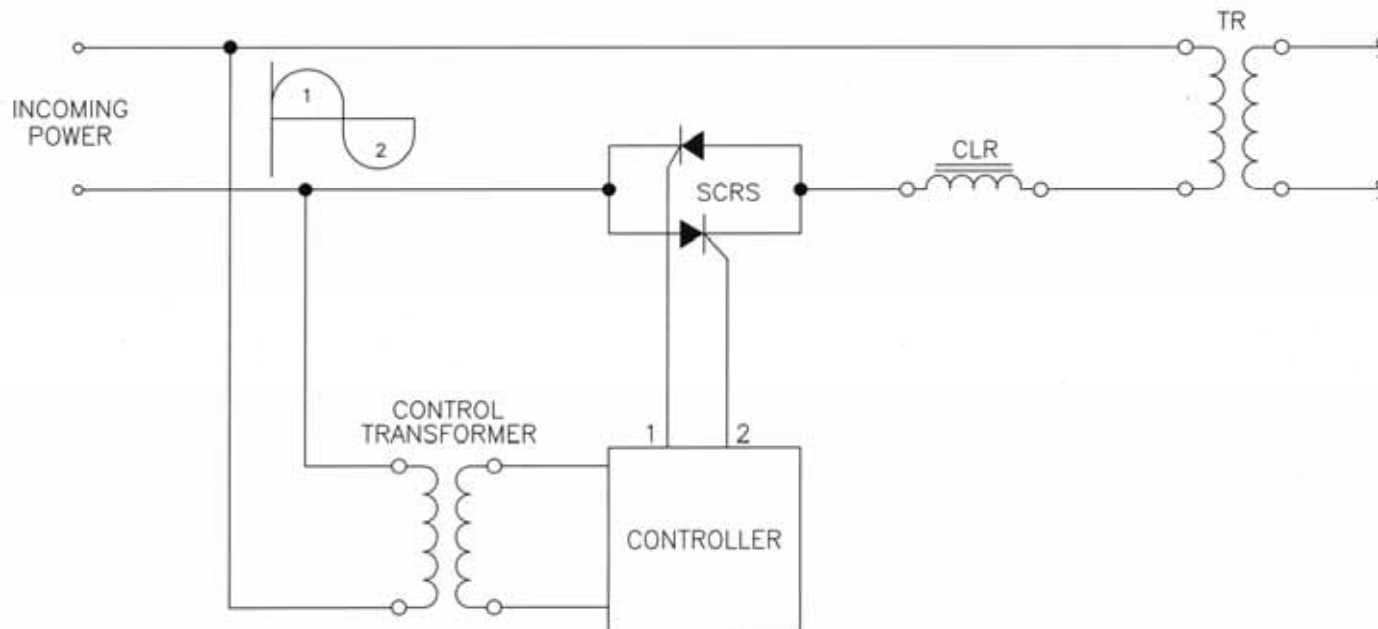 TR
INCOMING
POWER
1
2
CLR
SCRS
CONTROL
TRANSFORMER
1 2
CONTROLLER